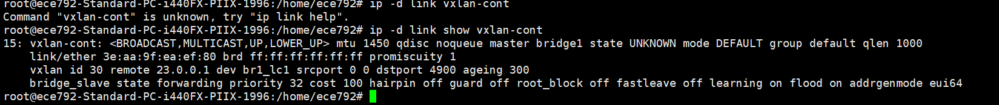 root@ece792-Standard-PC-i440FX-PIIX-1996:/home/ece792# ip -d link vxlan-cont
Command "vxlan-cont" is unknown, try "ip link help".
root@ece792-Standard-PC-i440FX-PIIX-1996:/home/ece792# ip -d link show vxlan-cont
15: vxlan-cont: <BROADCAST,MULTICAST,UP,LOWER_UP> mtu 1450 qdisc noqueue master bridge1 state UNKNOWN mode DEFAULT group default qlen 1000
    link/ether 3e:aa:9f:ea:ef:80 brd ff:ff:ff:ff:ff:ff promiscuity 1
    vxlan id 30 remote 23.0.0.1 dev br1_lc1 srcport 0 0 dstport 4900 ageing 300
    bridge_slave state forwarding priority 32 cost 100 hairpin off guard off root_block off fastleave off learning on flood on addrgenmode eui64
root@ece792-Standard-PC-i440FX-PIIX-1996:/home/ece792#